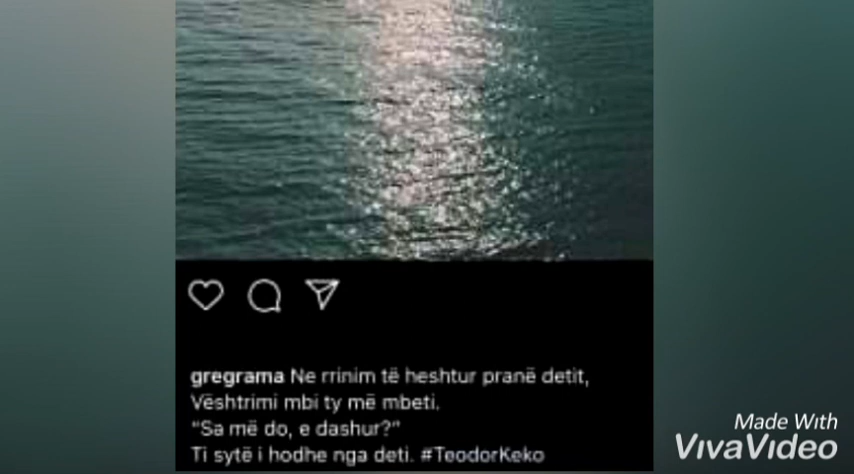 gregrama Ne rrinim të heshtur pranë detit,
Vështrimi mbi ty më mbeti.
"Sa më do, e dashur?"
Ti sytë i hodhe nga deti. #TeodorKeko
Made With
VivaVideo